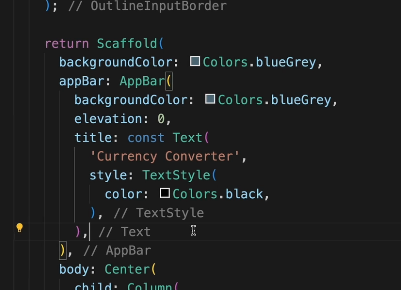 ); // OutlineInputBorder
return Scaffold(
backgroundColor: Colors.blueGrey,
appBar: AppBar(
backgroundColor: Colors.blueGrey,
elevation: 0,
title: const Text(
'Currency Converter',
style: TextStyle(
color: Colors.black,
), // TextStyle
), // Text
), // AppBar
body: Center(
child: Column(